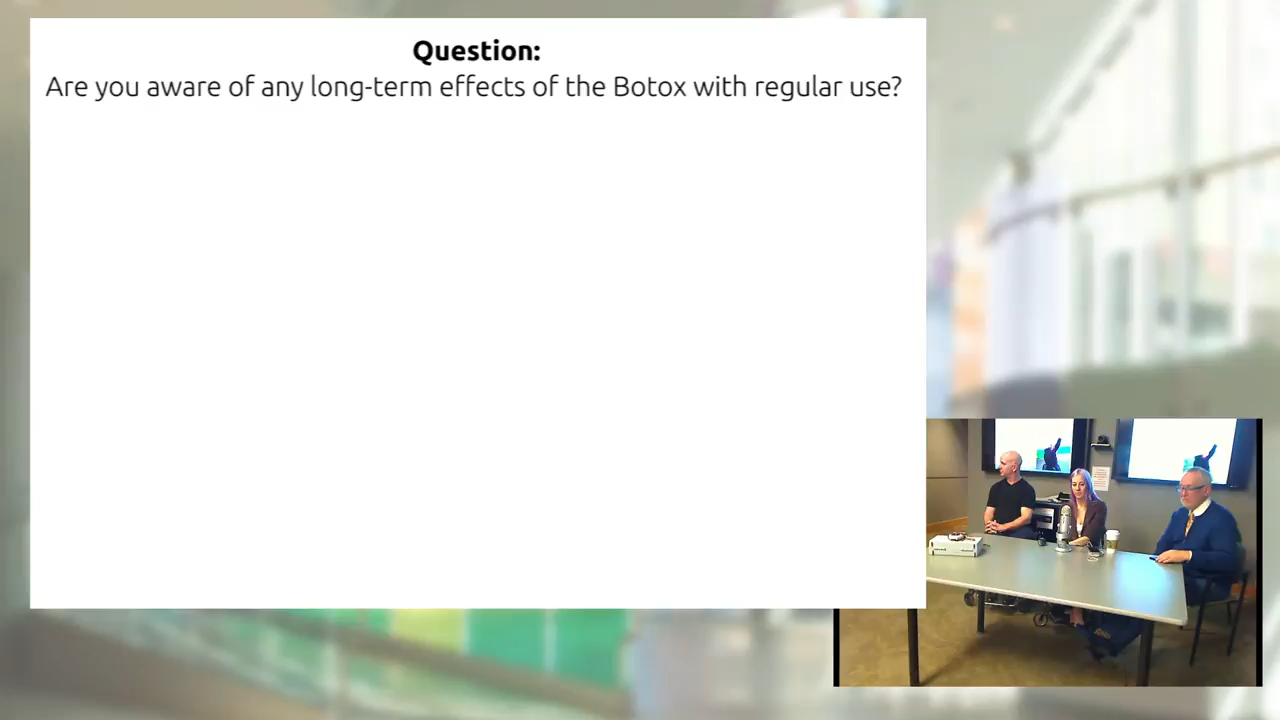 Question:
Are you aware of any long-term effects of the Botox with regular use?